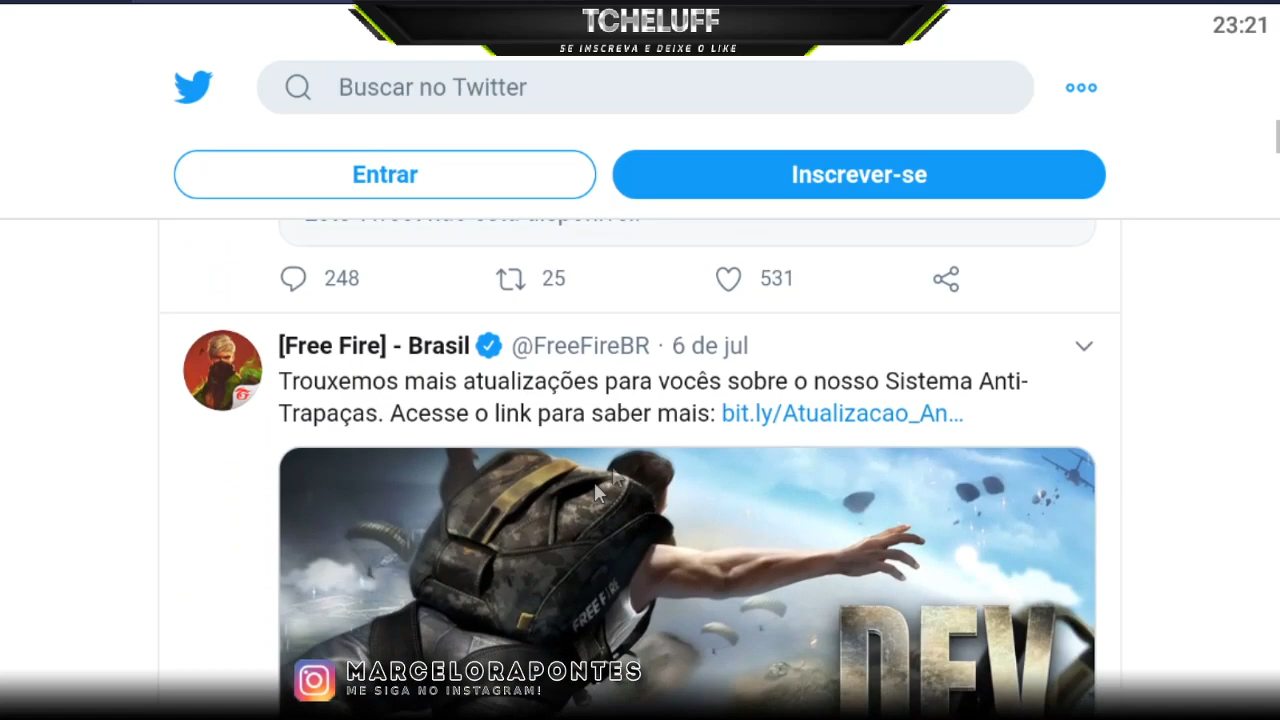 TCHELUFF
SE INSCREVA E DEIXE O LIKE
23:21
Buscar no Twitter
Entrar
Inscrever-se
248
25
531
[Free Fire] - Brasil @FreeFireBR · 6 de jul
Trouxemos mais atualizações para vocês sobre o nosso Sistema Anti-
Trapaças. Acesse o link para saber mais: bit.ly/Atualizacao_An…
FREE FIRE
DEV
MARCELORAPONTES
ME SIGA NO INSTAGRAM!